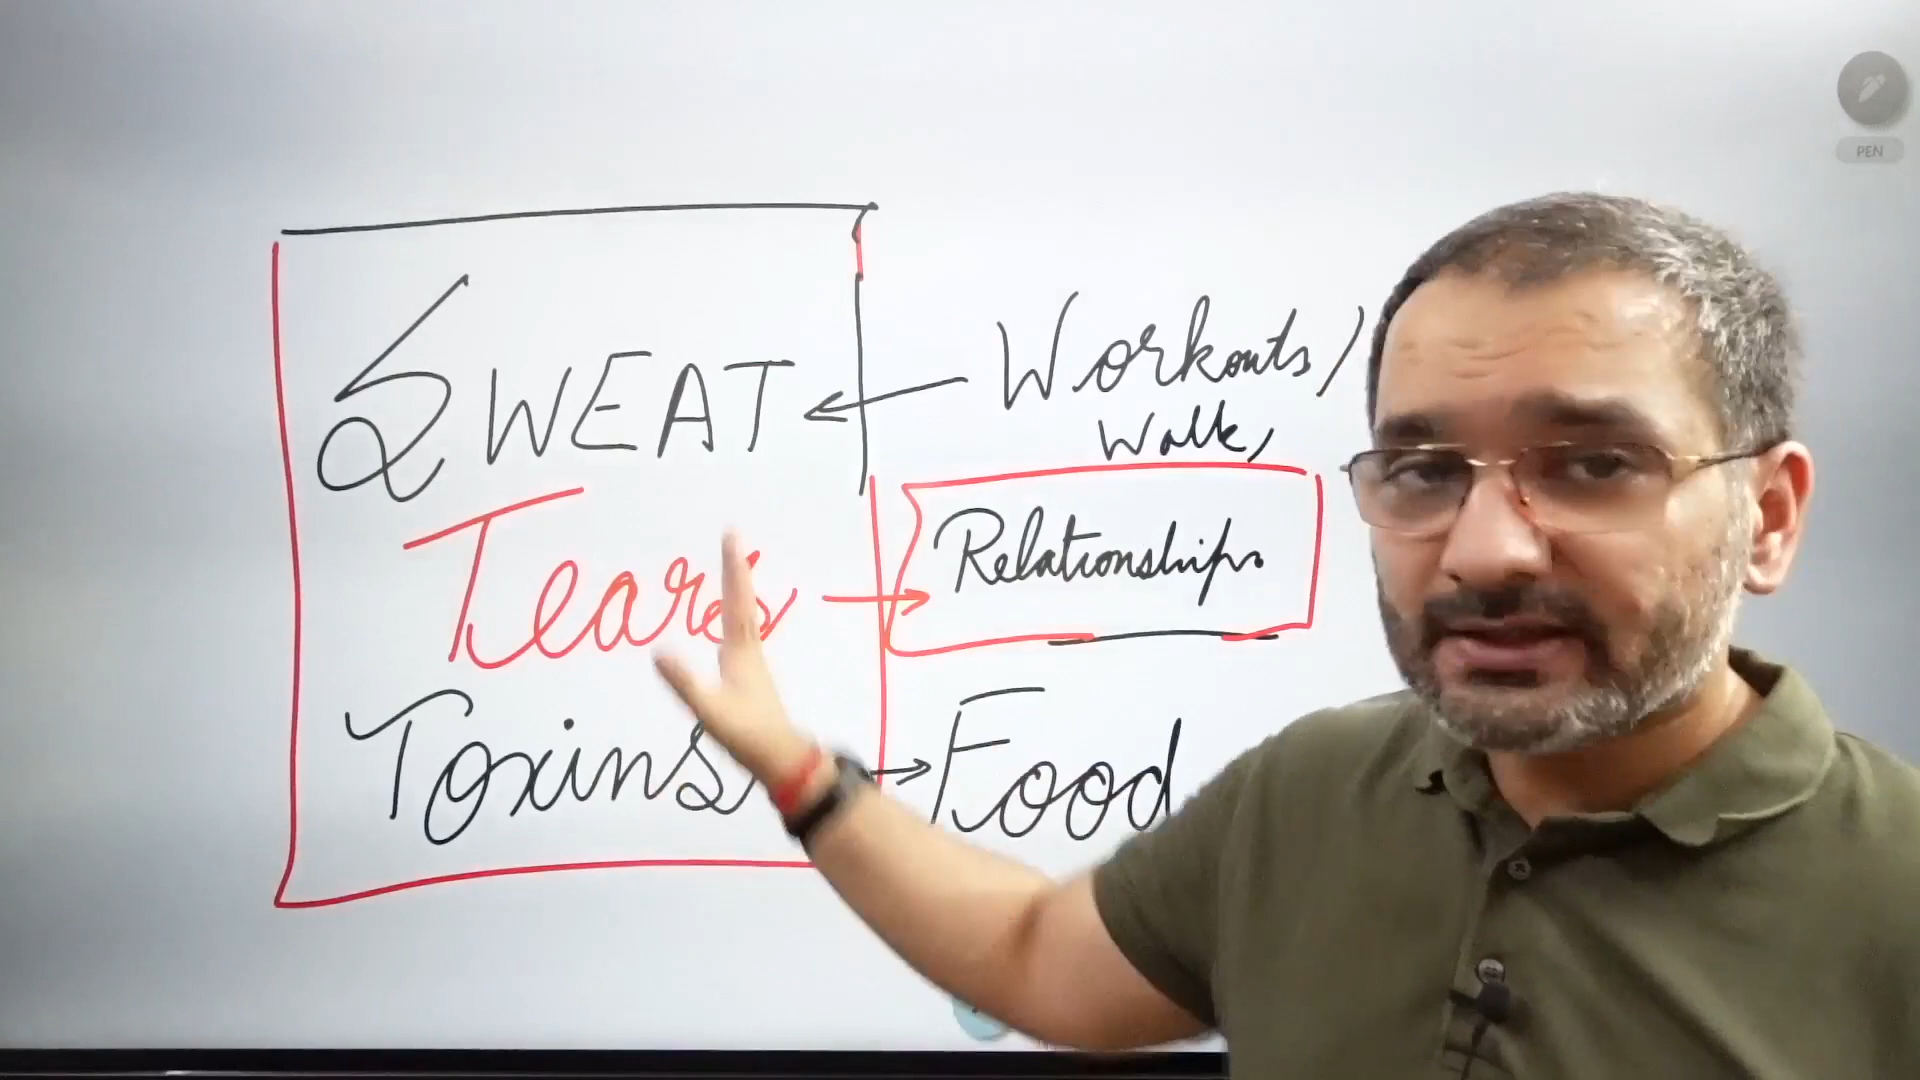 PEN
SWEAT
Workouts/
Walk,
Tears
Relationships
Toxins
Food